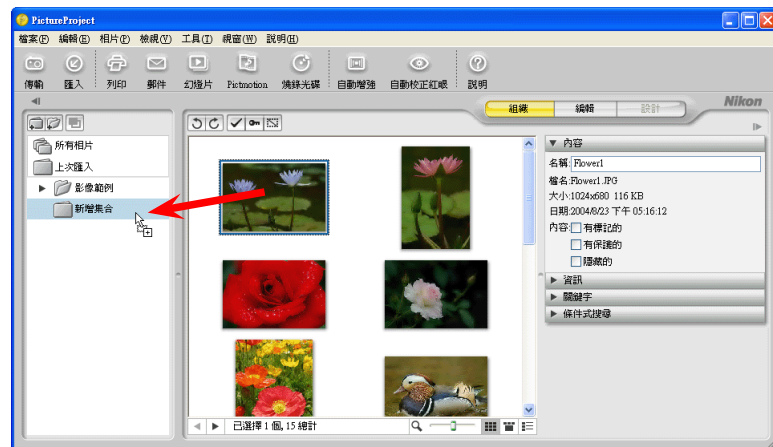 PictureProject
檔案(F) 編輯(E) 相片(P) 檢視(V) 工具(T) 視窗(W) 說明(H)
傳輸 匯入 列印 郵件 幻燈片 Pictmotion 燒錄光碟 自動增強 自動校正紅眼 說明
組織 編輯 設計 Nikon
所有相片
上次匯入
影像範例
新增集合
內容
名稱: Flower1
檔名:Flower1.JPG
大小:1024x680 116 KB
日期:2004/8/23 下午 05:16:12
內容: 有標記的
有保護的
隱藏的
資訊
關鍵字
條件式搜尋
已選擇 1 個, 15 總計